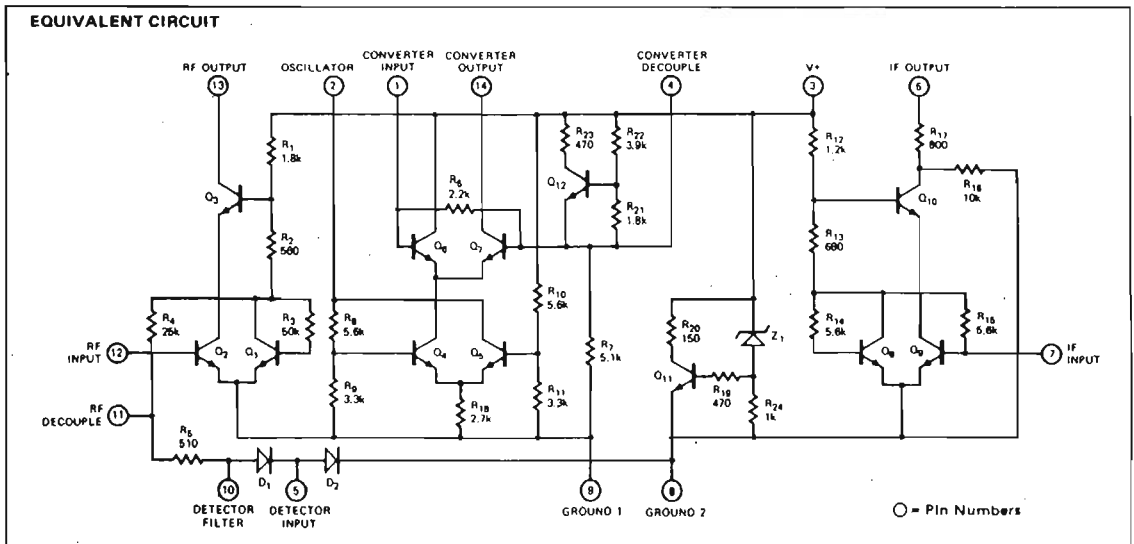 EQUIVALENT CIRCUIT
RF OUTPUT
13
OSCILLATOR
2
CONVERTER
INPUT
1
CONVERTER
OUTPUT
14
CONVERTER
DECOUPLE
4
V+
3
IF OUTPUT
6
R1
1.8k
R23
470
R22
3.9k
R12
1.2k
R17
800
Q3
R6
2.2k
Q12
R21
1.8k
Q10
R16
10k
R2
560
Q6
Q7
R13
680
R4
25k
R3
50k
R8
5.6k
R10
5.6k
R7
5.1k
R20
150
Z1
R14
5.6k
R15
5.6k
RF
INPUT
12
Q2
Q1
Q4
Q5
Q11
R19
470
Q8
Q9
7
IF
INPUT
RF
DECOUPLE
11
R9
3.3k
R18
2.7k
R11
3.3k
R24
1k
R5
510
D1
D2
10
DETECTOR
FILTER
5
DETECTOR
INPUT
9
GROUND 1
8
GROUND 2
O = Pin Numbers